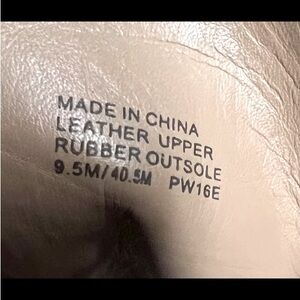 MADE IN CHINA
LEATHER UPPER
RUBBER OUTSOLE
9.5M/40.5M PW16E